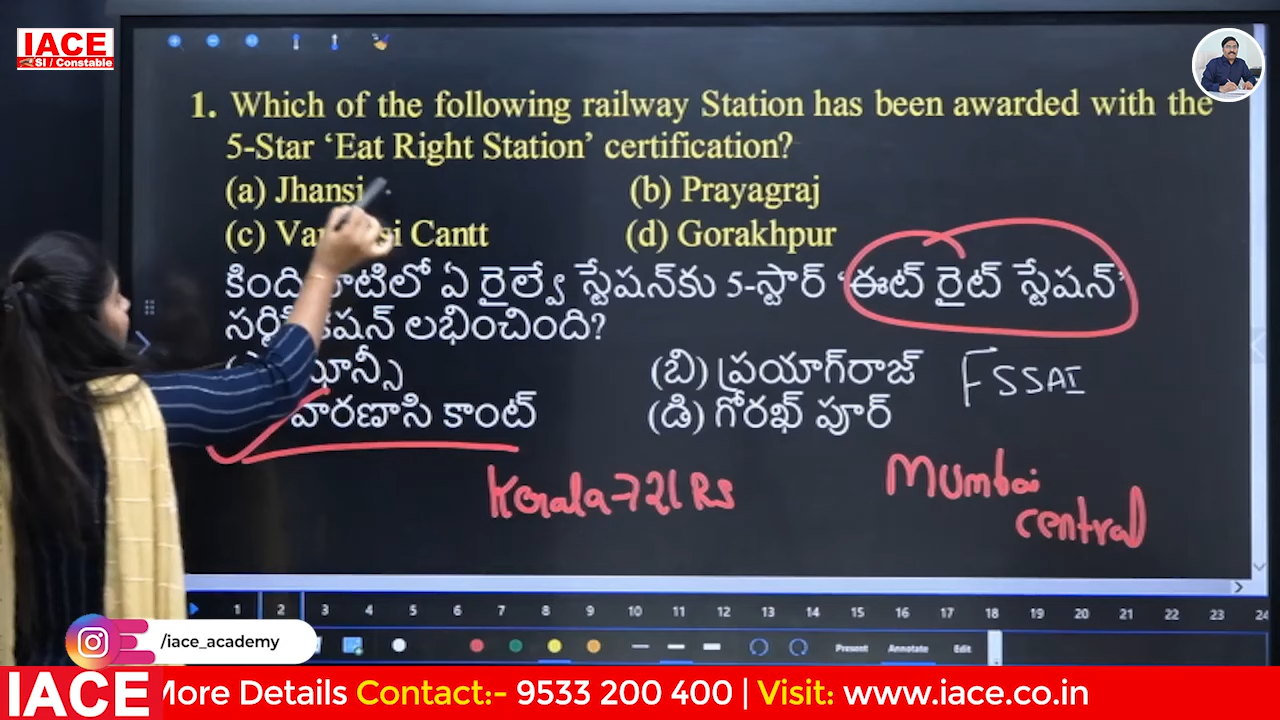 IACE
SI / Constable
1. Which of the following railway Station has been awarded with the
5-Star ‘Eat Right Station’ certification?
(a) Jhansi (b) Prayagraj
(c) Cantt (d) Gorakhpur
కింది ఏ రైల్వే స్టేషన్‌కు 5-స్టార్ ‘ఈట్ రైట్ స్టేషన్’
లభించింది?
(బి) ప్రయాగ్‌రాజ్ FSSAI
వారణాసి కాంట్ (డి) గోరఖ్ పూర్
Kerala→21 Rs Mumbai
central
1 2 3 4 5 6 7 8 9 10 11 12 13 14 15 16 17 18 19 20 21 22 23 24
Present Annotate Edit
/iace_academy
IACE More Details Contact:- 9533 200 400 | Visit: www.iace.co.in